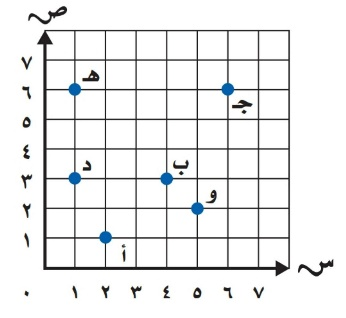 ص
٧
هـ
٦
جـ
٥
٤
د
ب
٣
و
٢
١
أ
س
٠ ١ ٢ ٣ ٤ ٥ ٦ ٧